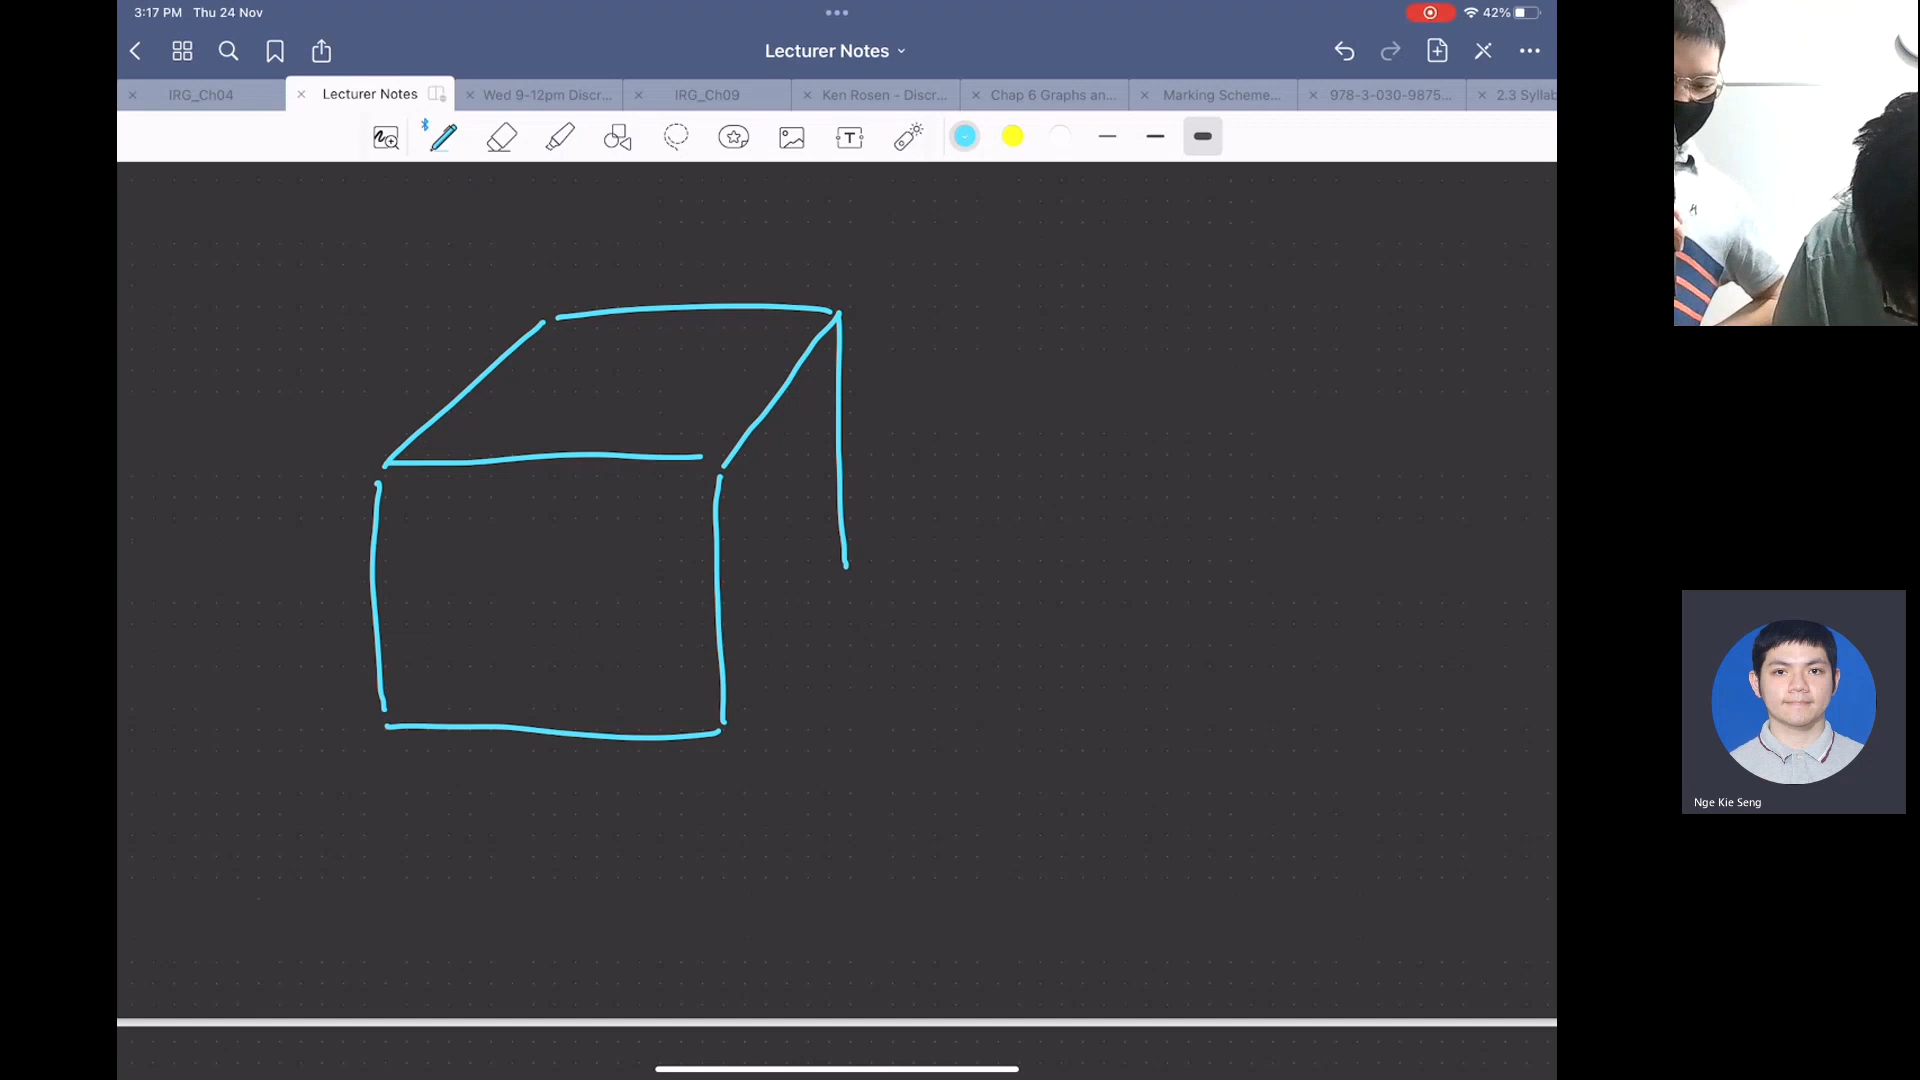 3:17 PM Thu 24 Nov
42%
Lecturer Notes
IRG_Ch04
Lecturer Notes
Wed 9-12pm Discr...
IRG_Ch09
Ken Rosen - Discr...
Chap 6 Graphs an...
Marking Scheme...
978-3-030-9875...
2.3 Syllab
T
Nge Kie Seng